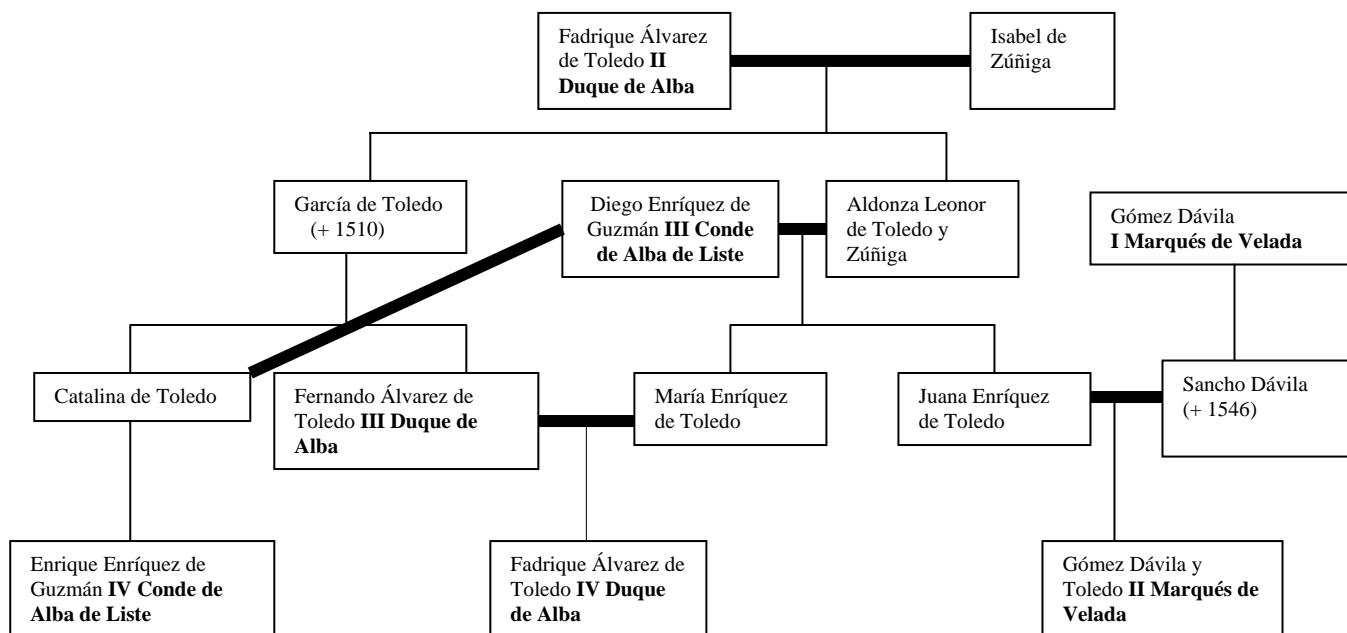 Fadrique Álvarez
de Toledo II
Duque de Alba
Isabel de
Zúñiga
García de Toledo
(+ 1510)
Diego Enríquez de
Guzmán III Conde
de Alba de Liste
Aldonza Leonor
de Toledo y
Zúñiga
Gómez Dávila
I Marqués de Velada
Catalina de Toledo
Fernando Álvarez de
Toledo III Duque de
Alba
María Enríquez
de Toledo
Juana Enríquez
de Toledo
Sancho Dávila
(+ 1546)
Enrique Enríquez de
Guzmán IV Conde de
Alba de Liste
Fadrique Álvarez de
Toledo IV Duque
de Alba
Gómez Dávila y
Toledo II Marqués de
Velada